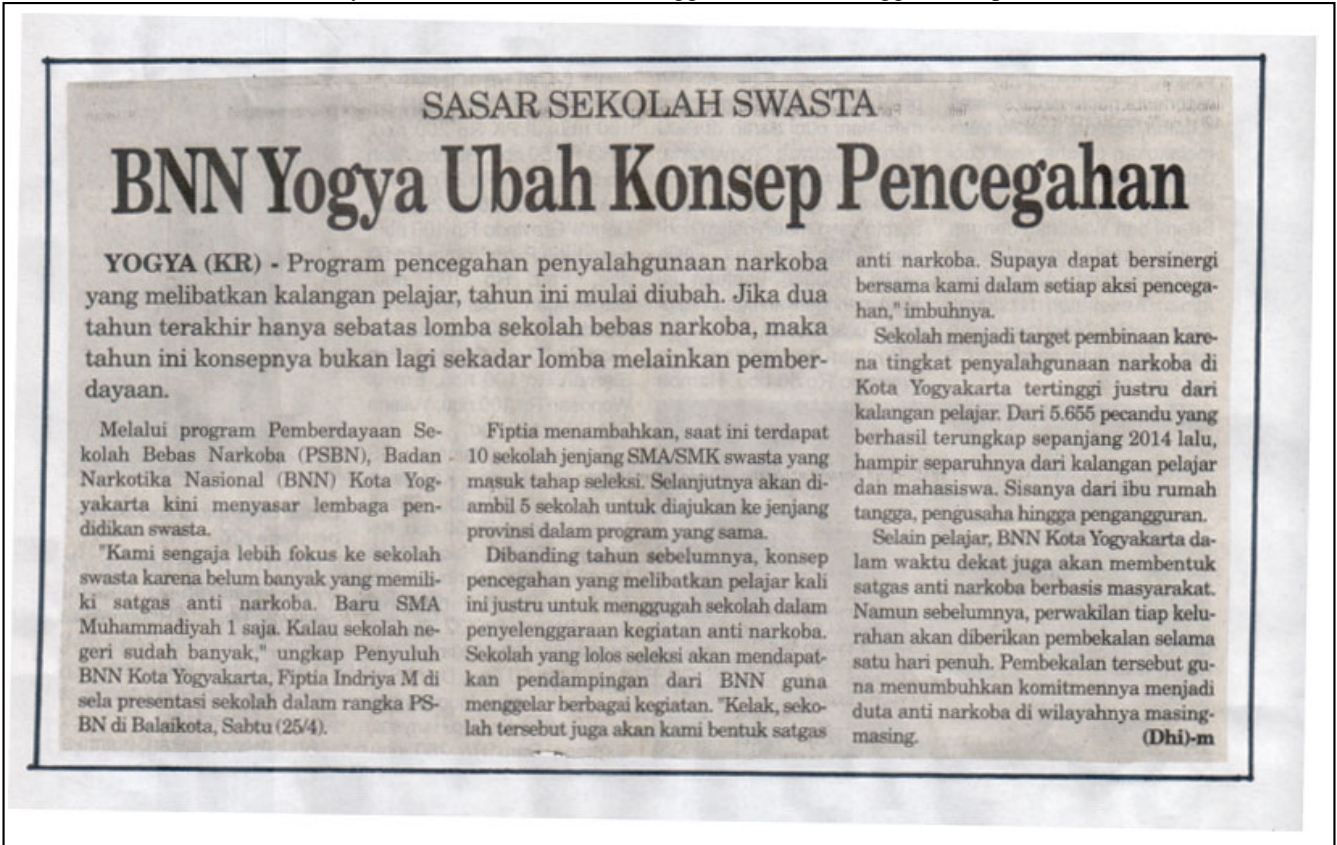 SASAR SEKOLAH SWASTA
BNN Yogya Ubah Konsep Pencegahan
YOGYA (KR) - Program pencegahan penyalahgunaan narkoba
yang melibatkan kalangan pelajar, tahun ini mulai diubah. Jika dua
tahun terakhir hanya sebatas lomba sekolah bebas narkoba, maka
tahun ini konsepnya bukan lagi sekadar lomba melainkan pember-
dayaan.
Melalui program Pemberdayaan Se-
kolah Bebas Narkoba (PSBN), Badan
Narkotika Nasional (BNN) Kota Yog-
yakarta kini menyasar lembaga pen-
didikan swasta.
"Kami sengaja lebih fokus ke sekolah
swasta karena belum banyak yang memili-
ki satgas anti narkoba. Baru SMA
Muhammadiyah 1 saja. Kalau sekolah ne-
geri sudah banyak," ungkap Penyuluh
BNN Kota Yogyakarta, Fiptia Indriya M di
sela presentasi sekolah dalam rangka PS-
BN di Balaikota, Sabtu (25/4).
Fiptia menambahkan, saat ini terdapat
10 sekolah jenjang SMA/SMK swasta yang
masuk tahap seleksi. Selanjutnya akan di-
ambil 5 sekolah untuk diajukan ke jenjang
provinsi dalam program yang sama.
Dibanding tahun sebelumnya, konsep
pencegahan yang melibatkan pelajar kali
ini justru untuk menggugah sekolah dalam
penyelenggaraan kegiatan anti narkoba.
Sekolah yang lolos seleksi akan mendapat-
kan pendampingan dari BNN guna
menggelar berbagai kegiatan. "Kelak, seko-
lah tersebut juga akan kami bentuk satgas
anti narkoba. Supaya dapat bersinergi
bersama kami dalam setiap aksi pencega-
han," imbuhnya.
Sekolah menjadi target pembinaan kare-
na tingkat penyalahgunaan narkoba di
Kota Yogyakarta tertinggi justru dari
kalangan pelajar. Dari 5.655 pecandu yang
berhasil terungkap sepanjang 2014 lalu,
hampir separuhnya dari kalangan pelajar
dan mahasiswa. Sisanya dari ibu rumah
tangga, pengusaha hingga pengangguran.
Selain pelajar, BNN Kota Yogyakarta da-
lam waktu dekat juga akan membentuk
satgas anti narkoba berbasis masyarakat.
Namun sebelumnya, perwakilan tiap kelu-
rahan akan diberikan pembekalan selama
satu hari penuh. Pembekalan tersebut gu-
na menumbuhkan komitmennya menjadi
duta anti narkoba di wilayahnya masing-
masing. (Dhi)-m